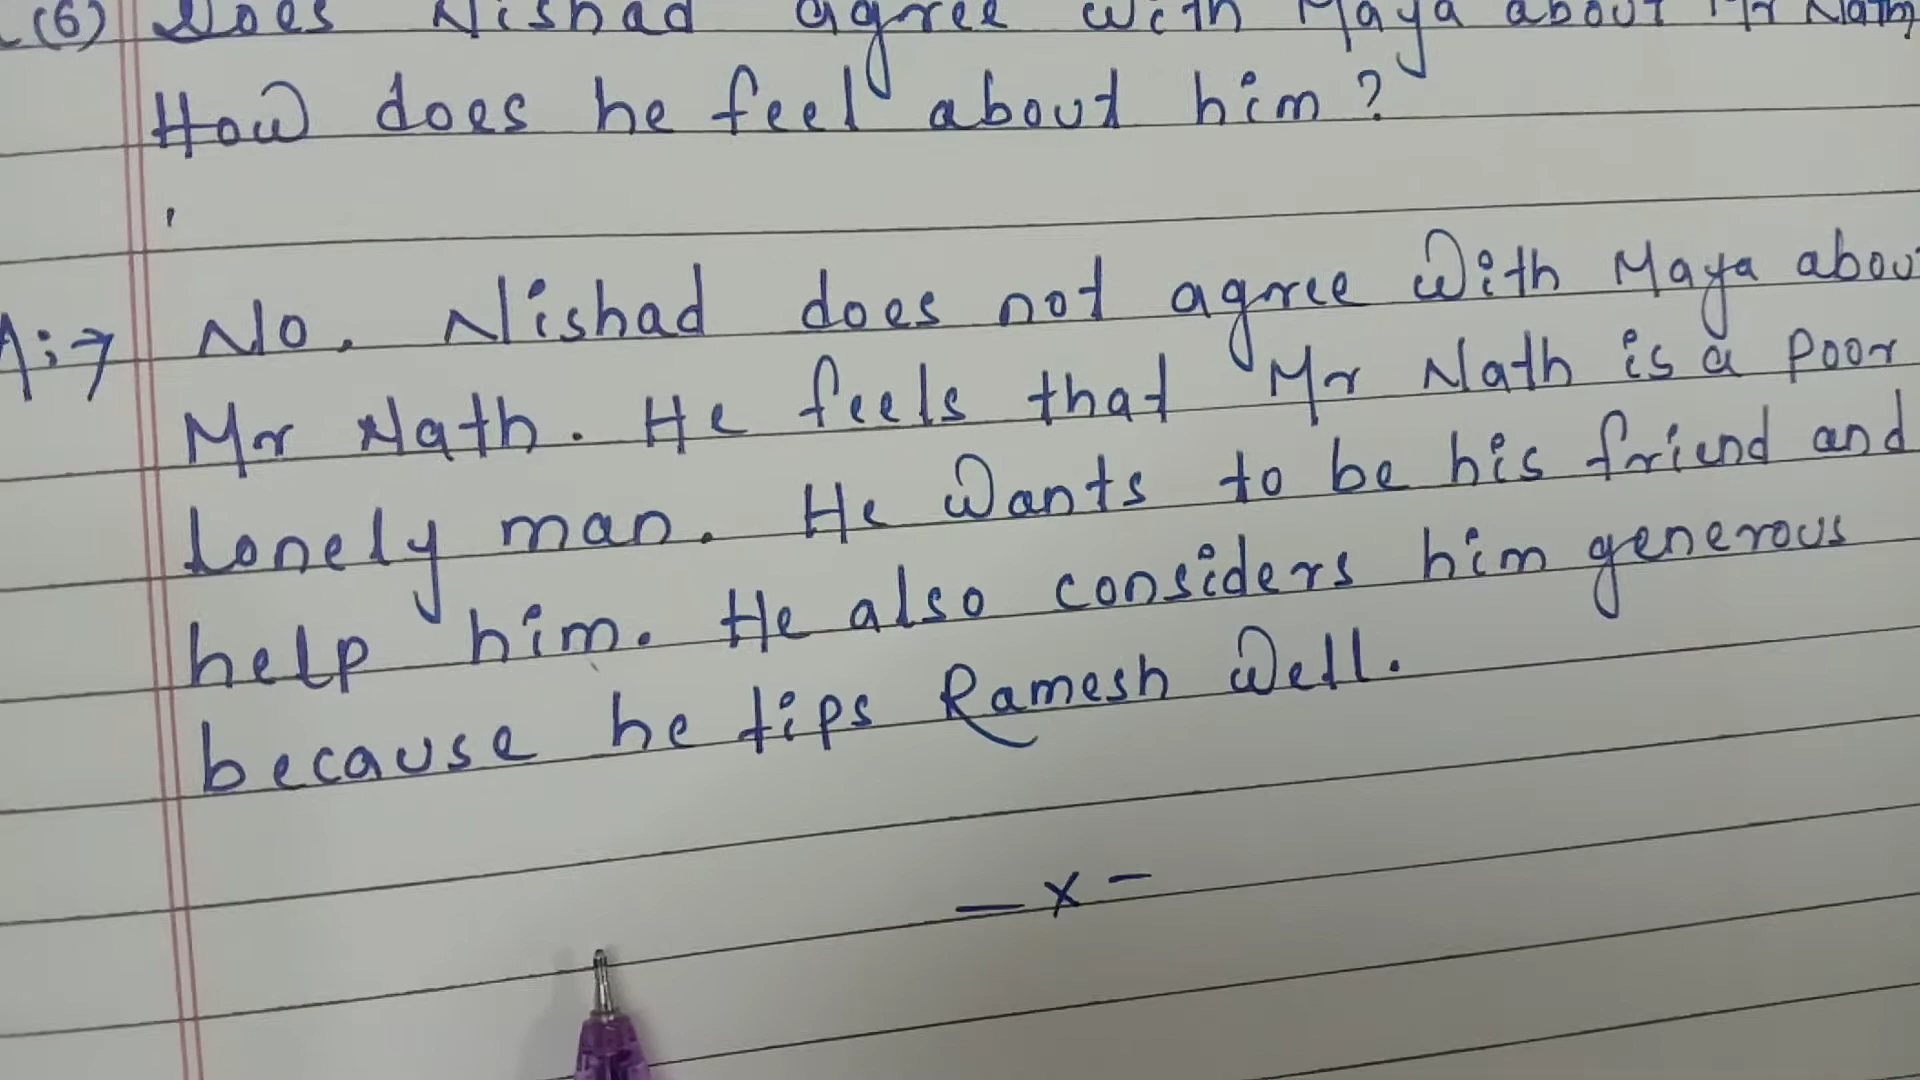 (6) Does Nishad agree with Maya about Mr Nath,
How does he feel about him ?
A:→ No. Nishad does not agree with Maya abou
Mr Nath. He feels that Mr Nath is a poor
lonely man. He wants to be his friend and
help him. He also considers him generous
because he tips Ramesh well.
— x –